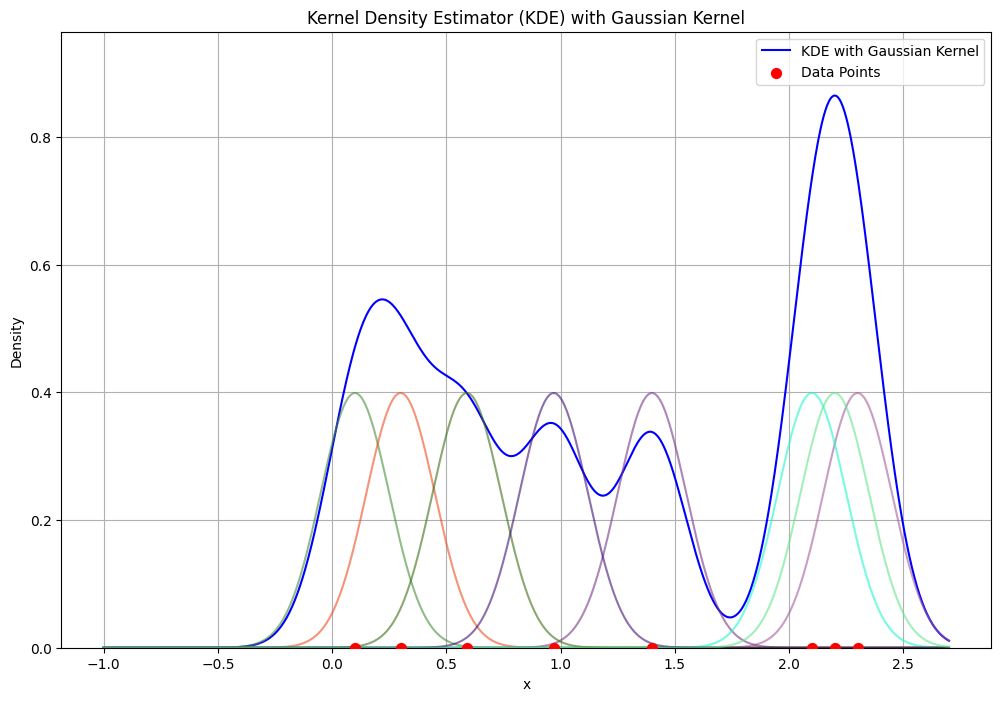 Kernel Density Estimator (KDE) with Gaussian Kernel
KDE with Gaussian Kernel
Data Points
Density
0.8
0.6
0.4
0.2
0.0
−1.0 −0.5 0.0 0.5 1.0 1.5 2.0 2.5
x